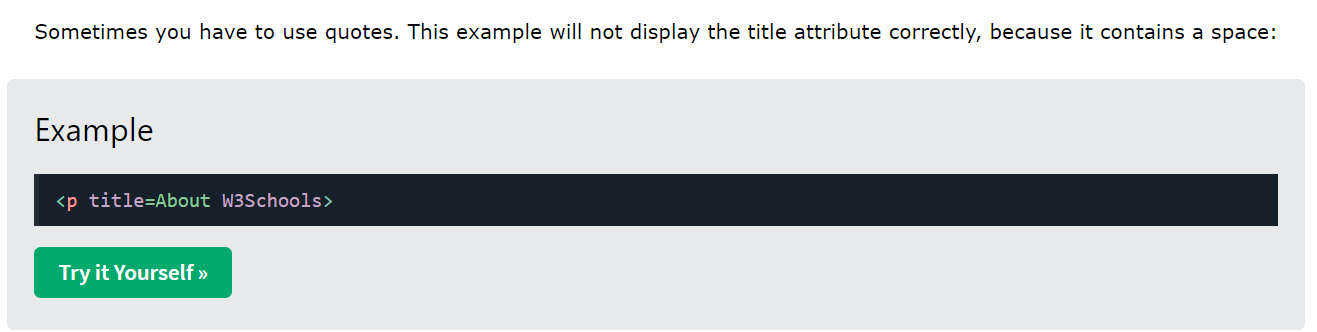 Sometimes you have to use quotes. This example will not display the title attribute correctly, because it contains a space:
Example
<p title=About W3Schools>
Try it Yourself »